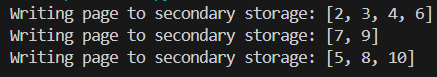 Writing page to secondary storage: [2, 3, 4, 6]
Writing page to secondary storage: [7, 9]
Writing page to secondary storage: [5, 8, 10]